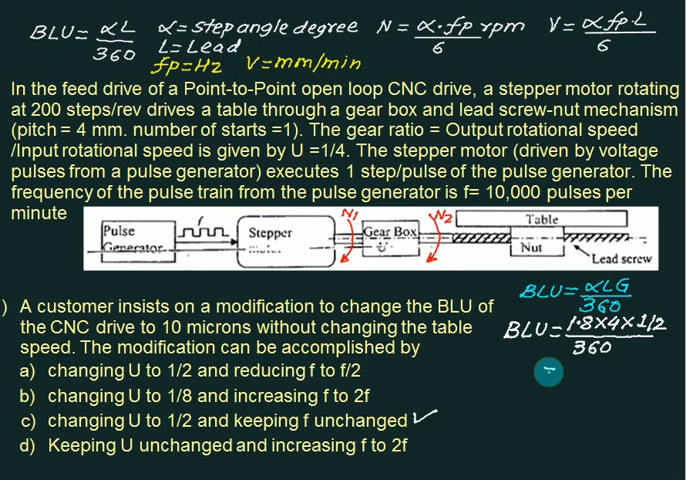 BLU = αL/360 α = step angle degree N = α·fp/6 rpm V = αfp·L/6
L = Lead
fp = Hz V = mm/min
In the feed drive of a Point-to-Point open loop CNC drive, a stepper motor rotating
at 200 steps/rev drives a table through a gear box and lead screw-nut mechanism
(pitch = 4 mm. number of starts =1). The gear ratio = Output rotational speed
/Input rotational speed is given by U =1/4. The stepper motor (driven by voltage
pulses from a pulse generator) executes 1 step/pulse of the pulse generator. The
frequency of the pulse train from the pulse generator is f= 10,000 pulses per
minute
Pulse
Generator
f
Stepper
N1
Gear Box
U
N2
Table
Nut
Lead screw
BLU = αLG/360
BLU = 1.8×4×1/2/360
=
) A customer insists on a modification to change the BLU of
the CNC drive to 10 microns without changing the table
speed. The modification can be accomplished by
a) changing U to 1/2 and reducing f to f/2
b) changing U to 1/8 and increasing f to 2f
c) changing U to 1/2 and keeping f unchanged ✓
d) Keeping U unchanged and increasing f to 2f